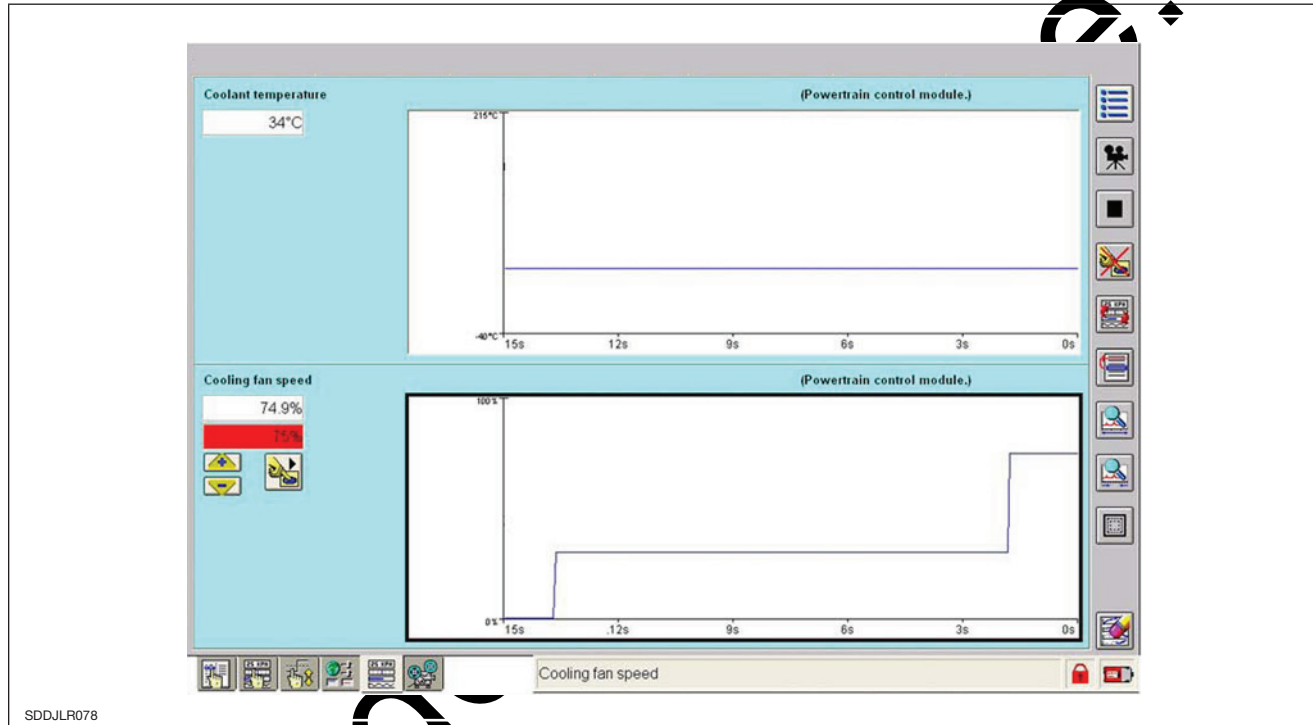 Coolant temperature
(Powertrain control module.)
34°C
215°C
-40°C
15s 12s 9s 6s 3s 0s
Cooling fan speed
(Powertrain control module.)
74.9%
75%
100%
0%
15s .12s 9s 6s 3s 0s
Cooling fan speed
SDDJLR078